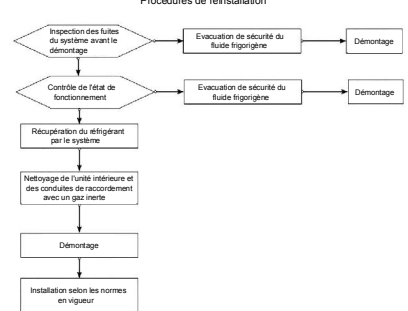 Procédures de réinstallation
Inspection des fuites
du système avant le
démontage
Evacuation de sécurité du
fluide frigorigène
Démontage
Contrôle de l'état de
fonctionnement
Evacuation de sécurité du
fluide frigorigène
Démontage
Récupération du réfrigérant
par le système
Nettoyage de l'unité intérieure et
des conduites de raccordement
avec un gaz inerte
Démontage
Installation selon les normes
en vigueur